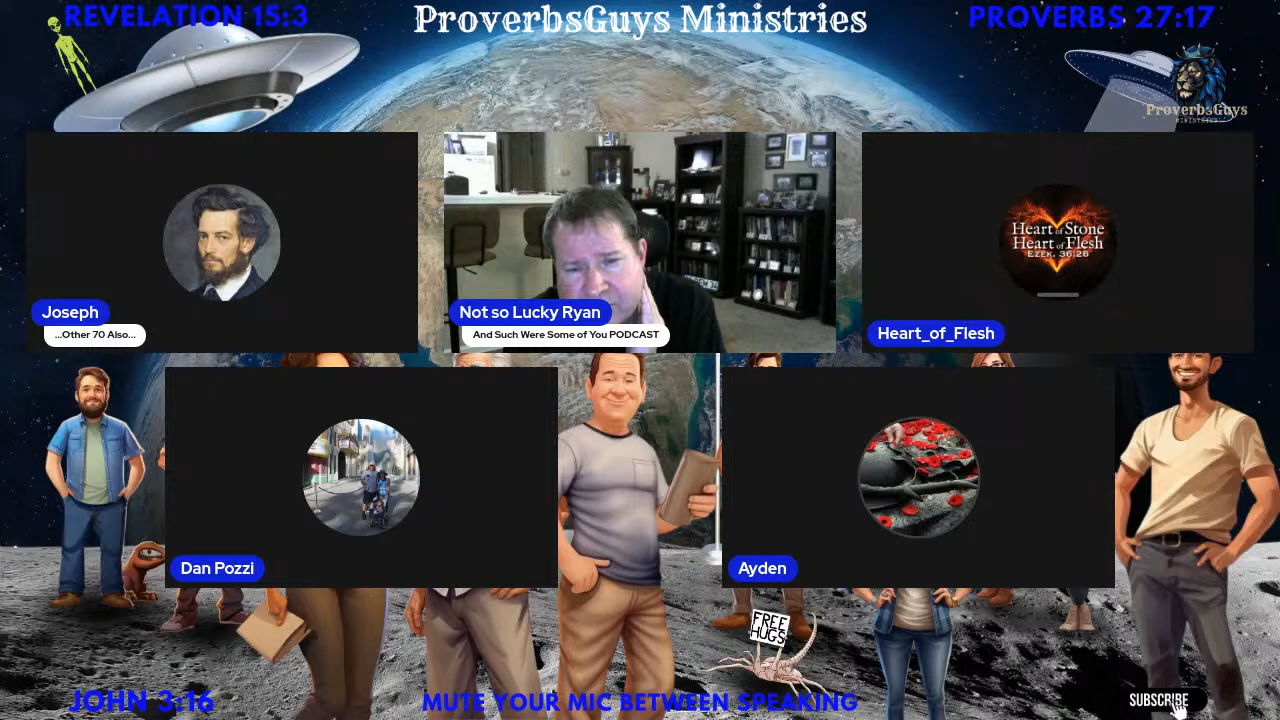 REVELATION 15:3
ProverbsGuys Ministries
PROVERBS 27:17
ProverbsGuys
MINISTRIES
Heart of Stone
Heart of Flesh
EZEK. 36:26
Joseph
...Other 70 Also...
Not so Lucky Ryan
And Such Were Some of You PODCAST
Heart_of_Flesh
Dan Pozzi
Ayden
FREE
HUGS
JOHN 3:16
MUTE YOUR MIC BETWEEN SPEAKING
SUBSCRIBE